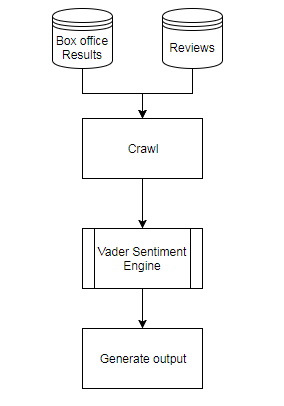 Box office
Results
Reviews
Crawl
Vader Sentiment
Engine
Generate output